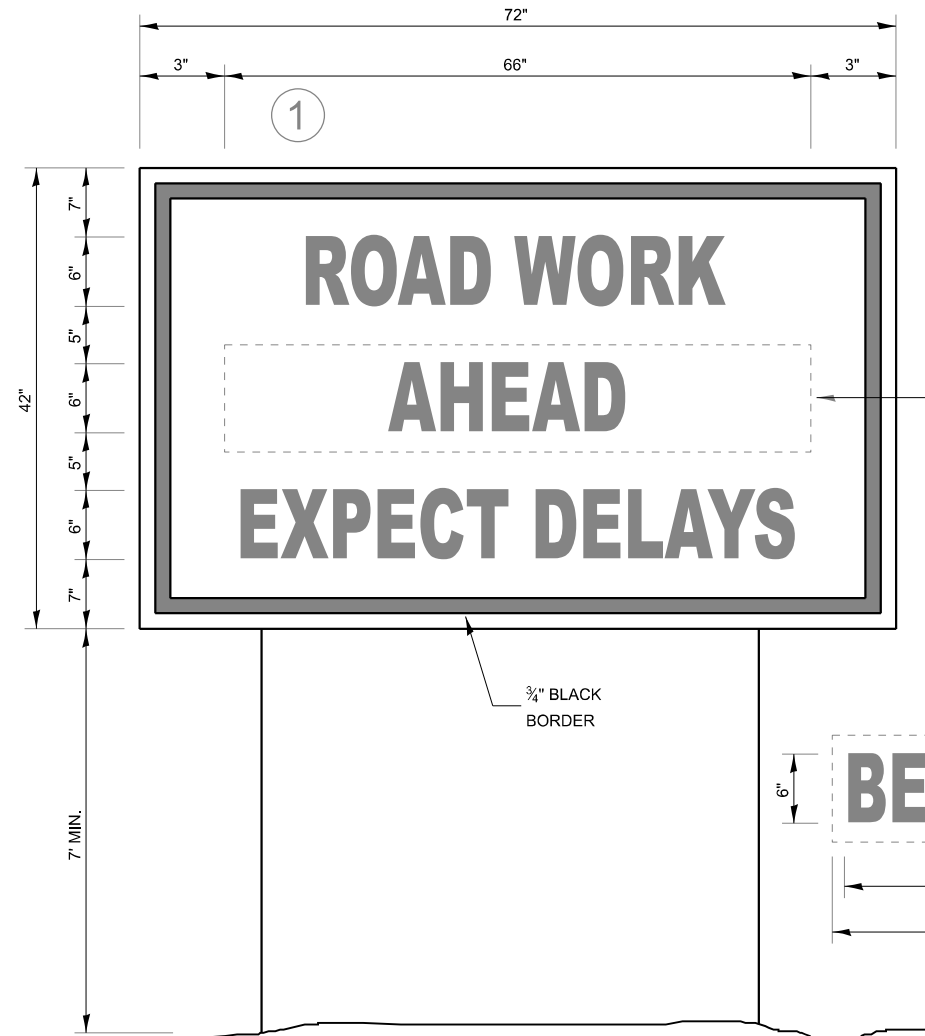 72"
3"
66"
3"
1
7"
6"
5"
6"
5"
6"
7"
42"
ROAD WORK
AHEAD
EXPECT DELAYS
¾" BLACK
BORDER
7' MIN.
6"
BE